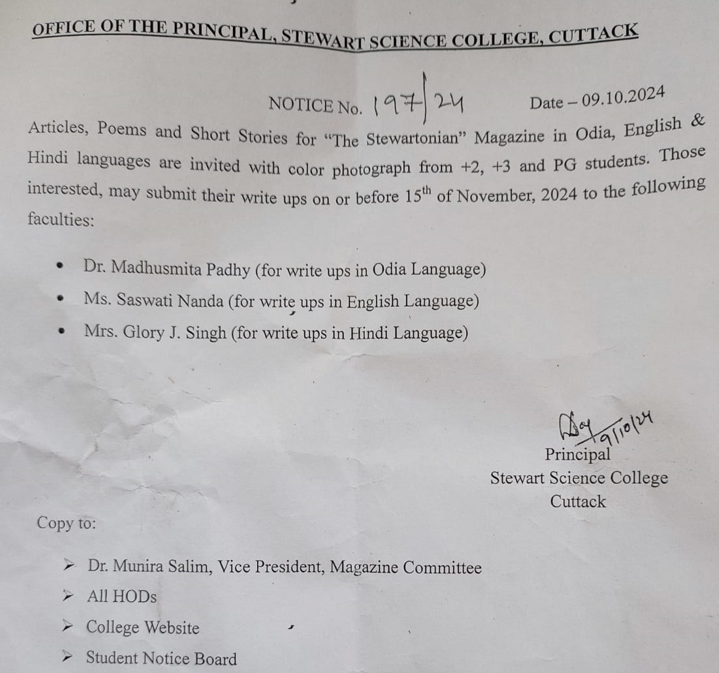 OFFICE OF THE PRINCIPAL, STEWART SCIENCE COLLEGE, CUTTACK
NOTICE No. 197/24 Date – 09.10.2024
Articles, Poems and Short Stories for “The Stewartonian” Magazine in Odia, English &
Hindi languages are invited with color photograph from +2, +3 and PG students. Those
interested, may submit their write ups on or before 15th of November, 2024 to the following
faculties:
• Dr. Madhusmita Padhy (for write ups in Odia Language)
• Ms. Saswati Nanda (for write ups in English Language)
• Mrs. Glory J. Singh (for write ups in Hindi Language)
9/10/24
Principal
Stewart Science College
Cuttack
Copy to:
➢ Dr. Munira Salim, Vice President, Magazine Committee
➢ All HODs
➢ College Website
➢ Student Notice Board